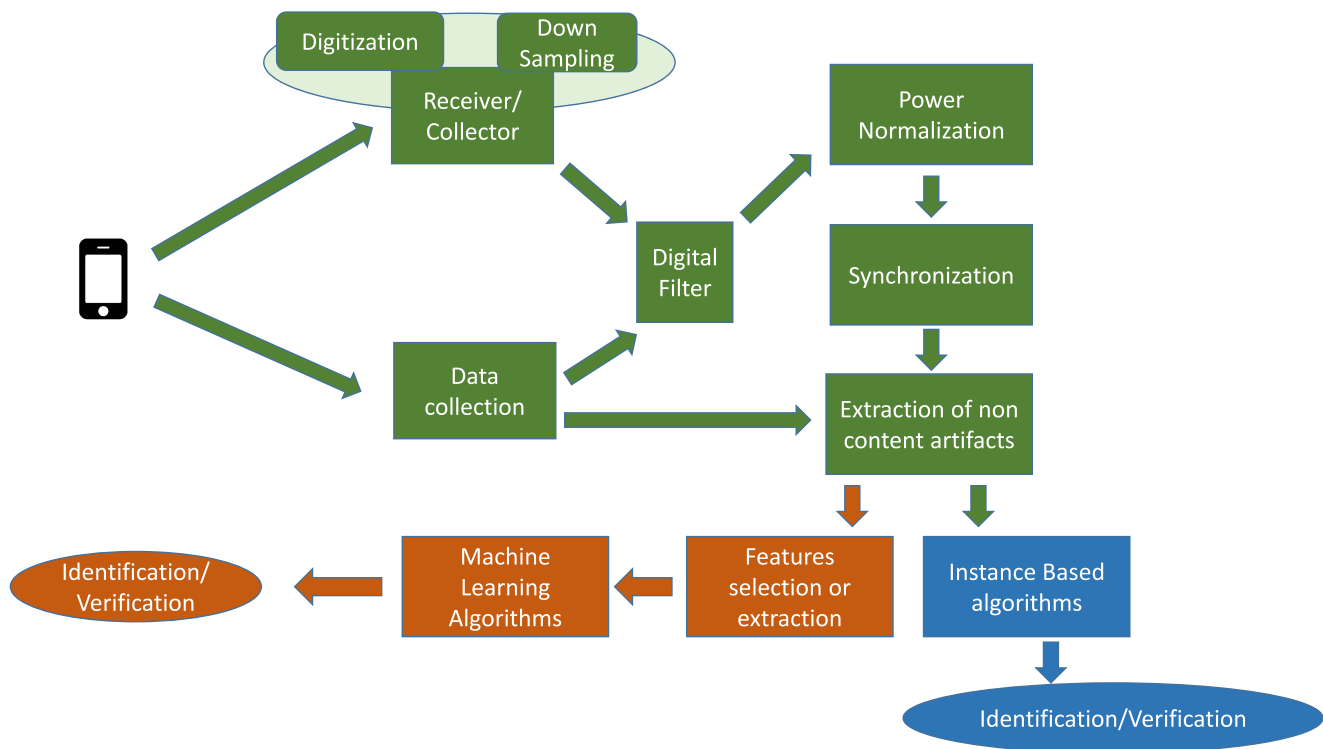 Digitization
Down
Sampling
Receiver/
Collector
Power
Normalization
Digital
Filter
Synchronization
Data
collection
Extraction of non
content artifacts
Identification/
Verification
Machine
Learning
Algorithms
Features
selection or
extraction
Instance Based
algorithms
Identification/Verification